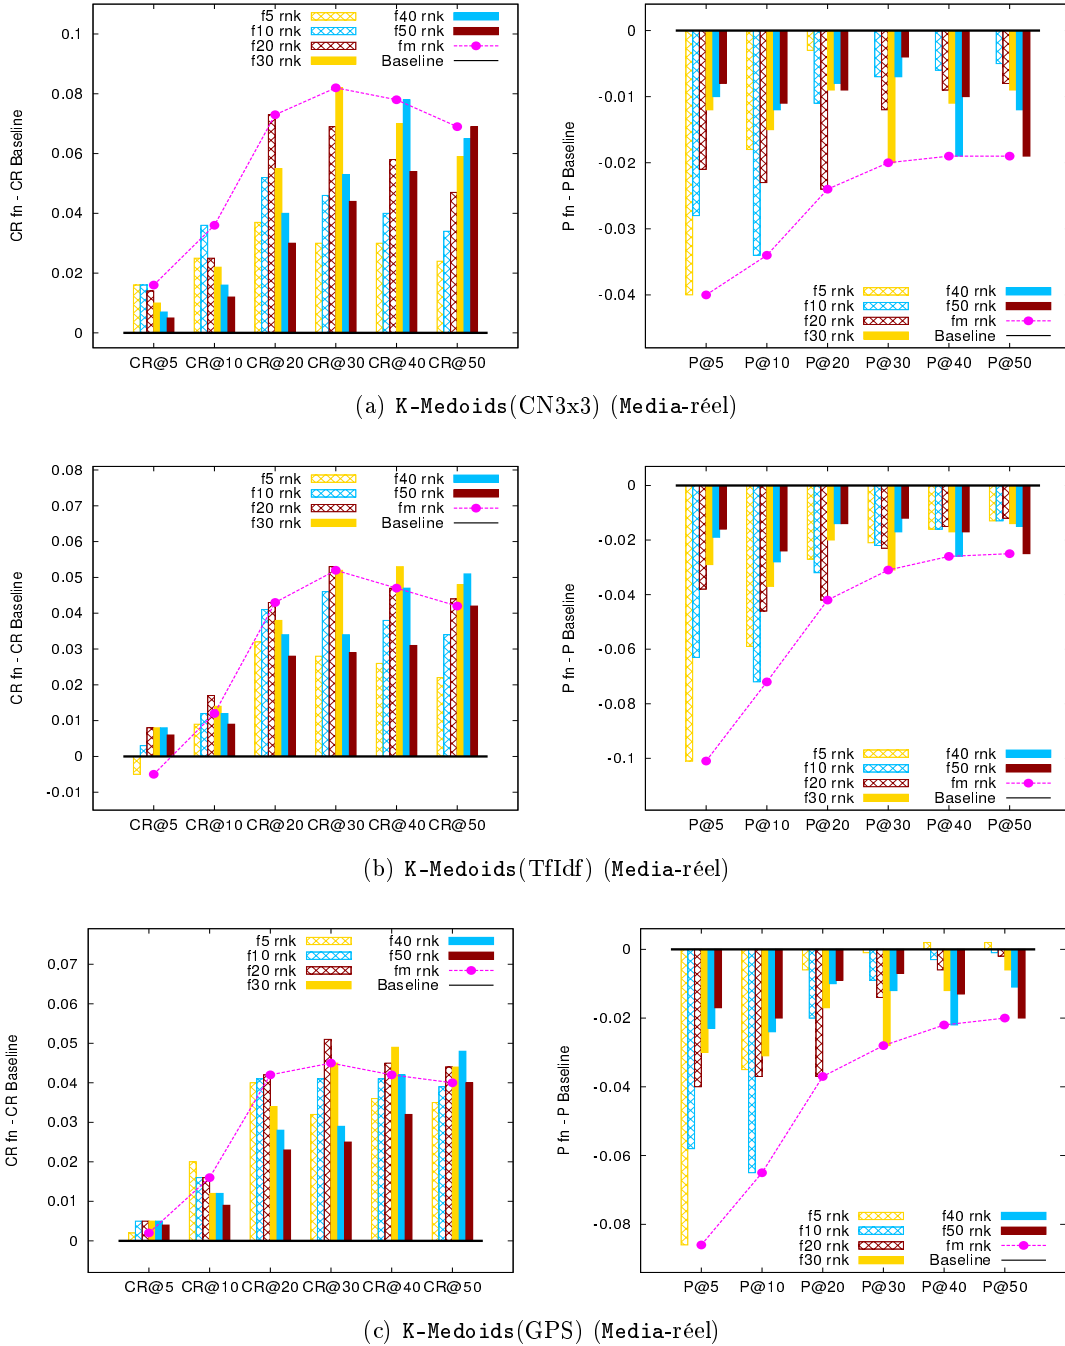 CR fn - CR Baseline
0.1
0.08
0.06
0.04
0.02
0
f5 rnk
f10 rnk
f20 rnk
f30 rnk
f40 rnk
f50 rnk
fm rnk
Baseline
CR@5 CR@10 CR@20 CR@30 CR@40 CR@50
P fn - P Baseline
0
-0.01
-0.02
-0.03
-0.04
f5 rnk
f10 rnk
f20 rnk
f30 rnk
f40 rnk
f50 rnk
fm rnk
Baseline
P@5 P@10 P@20 P@30 P@40 P@50
(a) K-Medoids(CN3x3) (Media-réel)
CR fn - CR Baseline
0.08
0.07
0.06
0.05
0.04
0.03
0.02
0.01
0
-0.01
f5 rnk
f10 rnk
f20 rnk
f30 rnk
f40 rnk
f50 rnk
fm rnk
Baseline
CR@5 CR@10 CR@20 CR@30 CR@40 CR@50
P fn - P Baseline
0
-0.02
-0.04
-0.06
-0.08
-0.1
f5 rnk
f10 rnk
f20 rnk
f30 rnk
f40 rnk
f50 rnk
fm rnk
Baseline
P@5 P@10 P@20 P@30 P@40 P@50
(b) K-Medoids(TfIdf) (Media-réel)
CR fn - CR Baseline
0.07
0.06
0.05
0.04
0.03
0.02
0.01
0
f5 rnk
f10 rnk
f20 rnk
f30 rnk
f40 rnk
f50 rnk
fm rnk
Baseline
CR@5 CR@10 CR@20 CR@30 CR@40 CR@50
P fn - P Baseline
0
-0.02
-0.04
-0.06
-0.08
f5 rnk
f10 rnk
f20 rnk
f30 rnk
f40 rnk
f50 rnk
fm rnk
Baseline
P@5 P@10 P@20 P@30 P@40 P@50
(c) K-Medoids(GPS) (Media-réel)